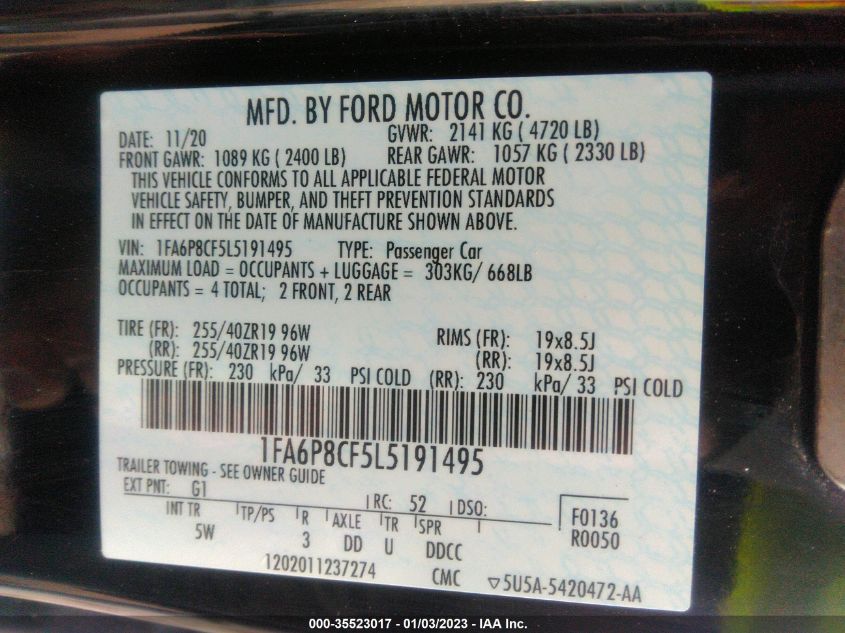 MFD. BY FORD MOTOR CO.
DATE: 11/20 GVWR: 2141 KG ( 4720 LB)
FRONT GAWR: 1089 KG ( 2400 LB) REAR GAWR: 1057 KG ( 2330 LB)
THIS VEHICLE CONFORMS TO ALL APPLICABLE FEDERAL MOTOR
VEHICLE SAFETY, BUMPER, AND THEFT PREVENTION STANDARDS
IN EFFECT ON THE DATE OF MANUFACTURE SHOWN ABOVE.
VIN: 1FA6P8CF5L5191495 TYPE: Passenger Car
MAXIMUM LOAD = OCCUPANTS + LUGGAGE = 303KG/ 668LB
OCCUPANTS = 4 TOTAL; 2 FRONT, 2 REAR
TIRE (FR): 255/40ZR19 96W RIMS (FR): 19x8.5J
(RR): 255/40ZR19 96W (RR): 19x8.5J
PRESSURE (FR): 230 kPa/ 33 PSI COLD (RR): 230 kPa/ 33 PSI COLD
1FA6P8CF5L5191495
TRAILER TOWING - SEE OWNER GUIDE
EXT PNT: G1 RC: 52 DSO:
INT TR TP/PS R AXLE TR SPR F0136
5W 3 DD U DDCC R0050
1202011237274 CMC ▽5U5A-5420472-AA
000-35523017 - 01/03/2023 - IAA Inc.